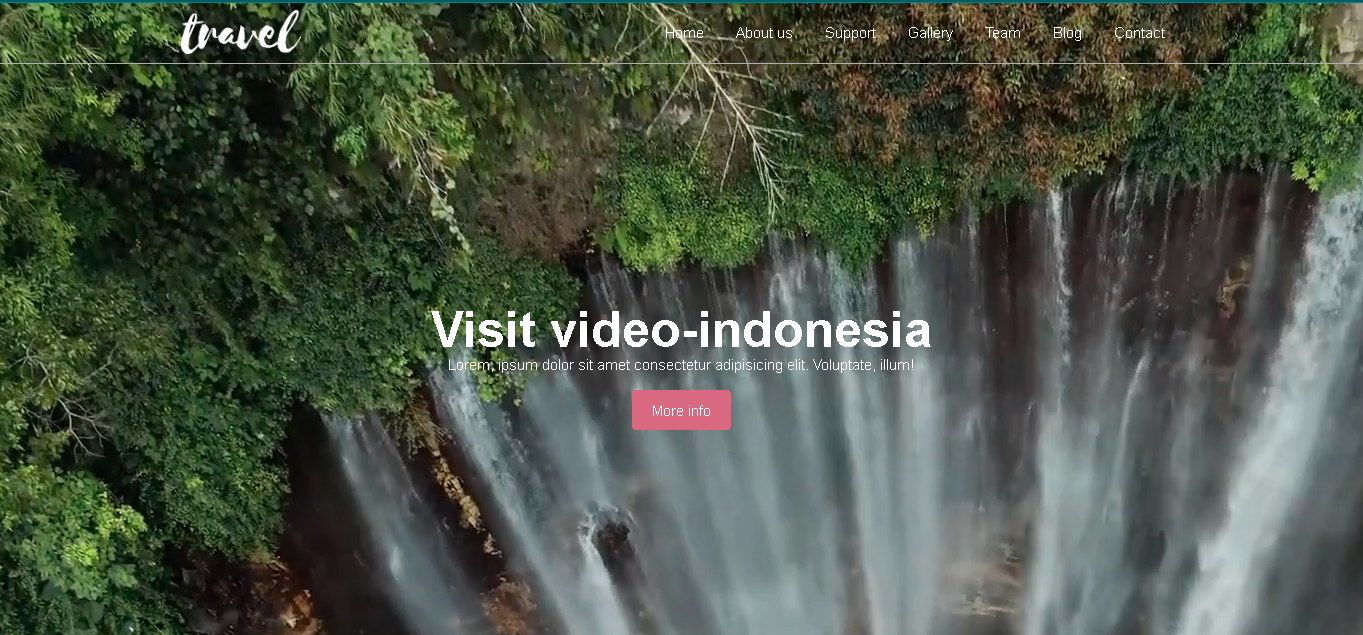 travel
Home About us Support Gallery Team Blog Contact
Visit video-indonesia
Lorem, ipsum dolor sit amet consectetur adipisicing elit. Voluptate, illum!
More info